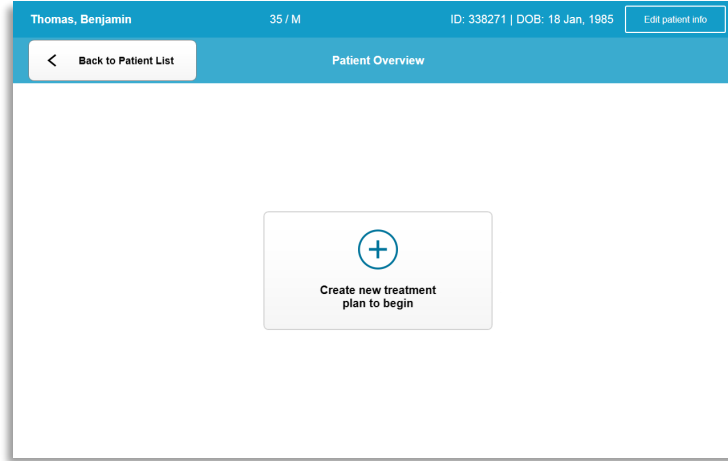 Thomas, Benjamin 35 / M ID: 338271 | DOB: 18 Jan, 1985 Edit patient info
Back to Patient List Patient Overview
Create new treatment
plan to begin